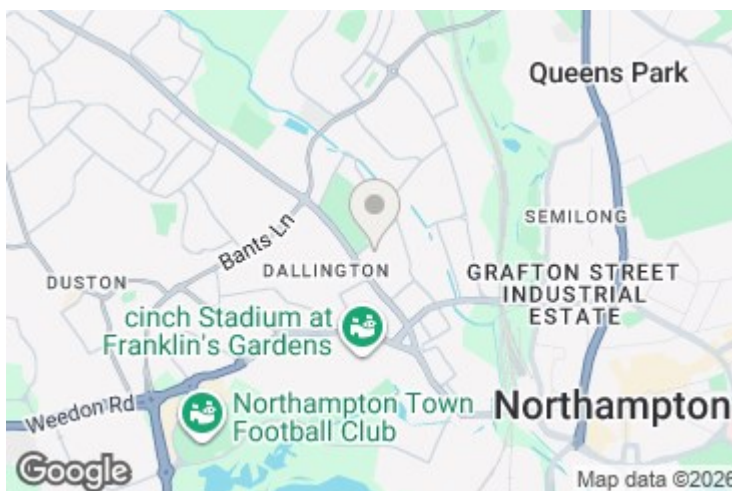 Queens Park
SEMILONG
Bants Ln
DUSTON
DALLINGTON
GRAFTON STREET
INDUSTRIAL
ESTATE
cinch Stadium at
Franklin's Gardens
Weedon Rd
Northampton Town
Football Club
Northampton
Google
Map data ©2026